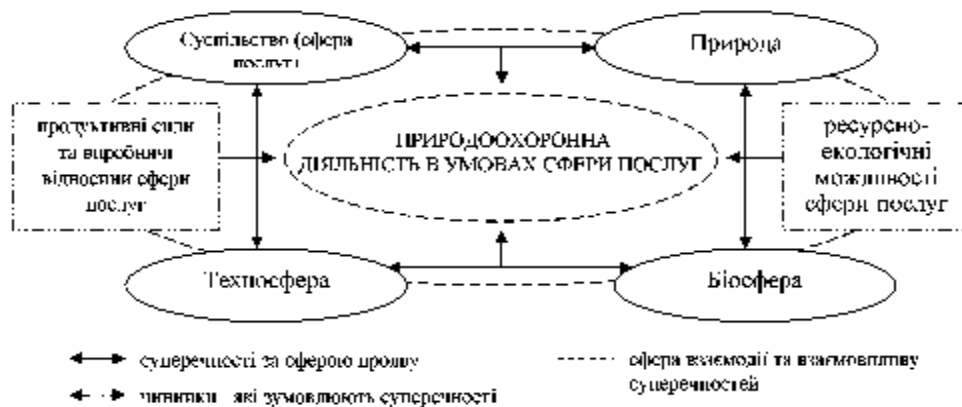 Суспільство (сфера
послуг)
Природа
продуктивні сили
та виробничі
відносини сфери
послуг
ПРИРОДООХОРОННА
ДІЯЛЬНІСТЬ В УМОВАХ СФЕРИ ПОСЛУГ
ресурсно-
екологічні
можливості
сфери послуг
Техносфера
Біосфера
суперечності за сферою прояву
сфера взаємодії та взаємовпливу
суперечностей
чинники які зумовлюють суперечності